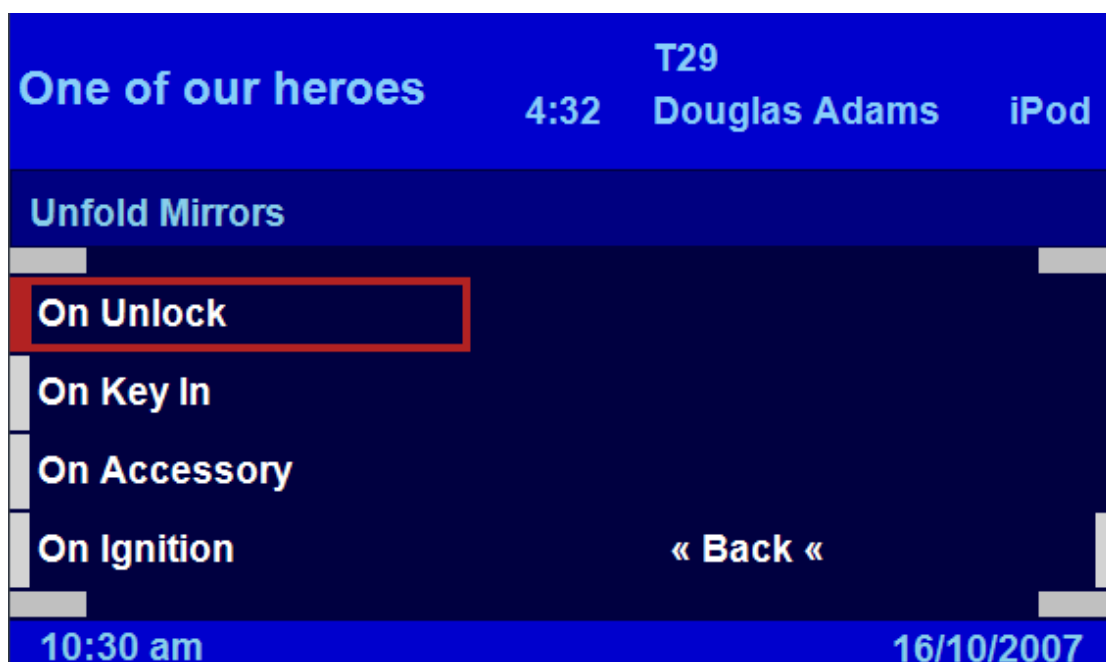 One of our heroes
T29
4:32 Douglas Adams iPod
Unfold Mirrors
On Unlock
On Key In
On Accessory
On Ignition « Back «
10:30 am 16/10/2007